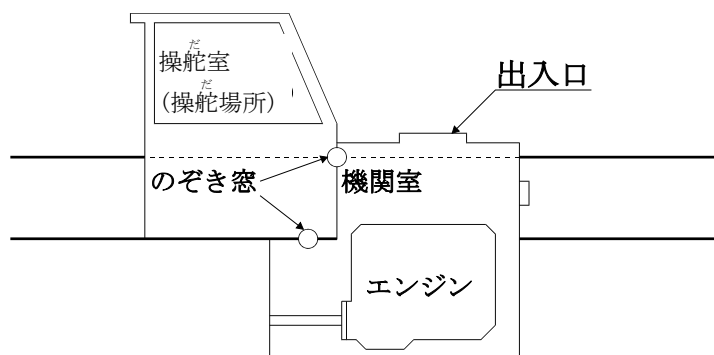 操舵室
(操舵場所)
出入口
のぞき窓
機関室
エンジン